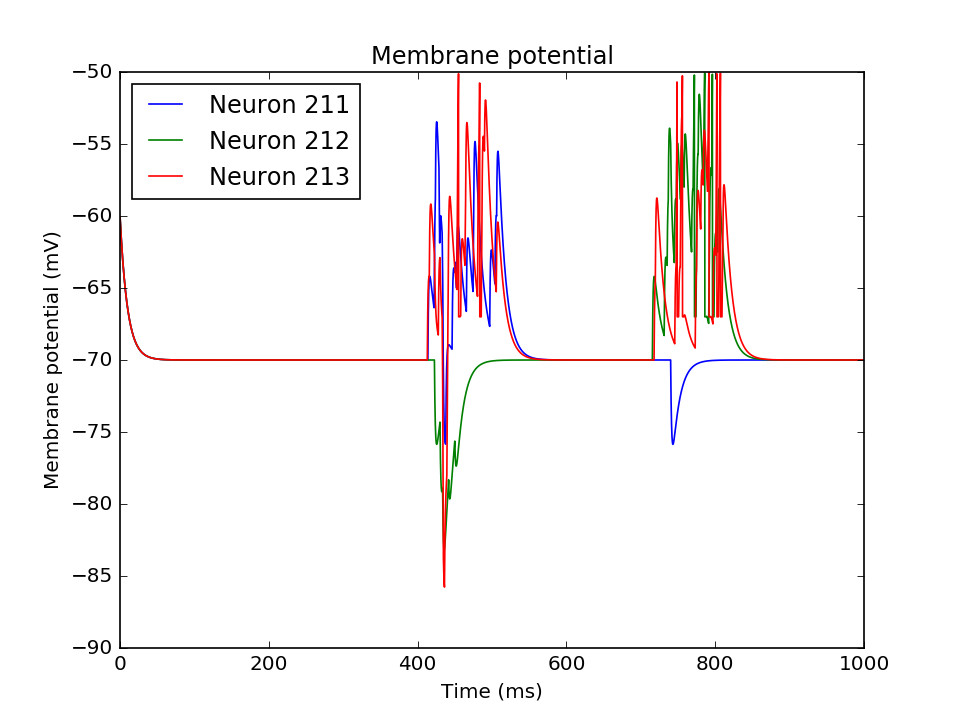 Membrane potential
Neuron 211
Neuron 212
Neuron 213
Membrane potential (mV)
−50
−55
−60
−65
−70
−75
−80
−85
−90
0 200 400 600 800 1000
Time (ms)